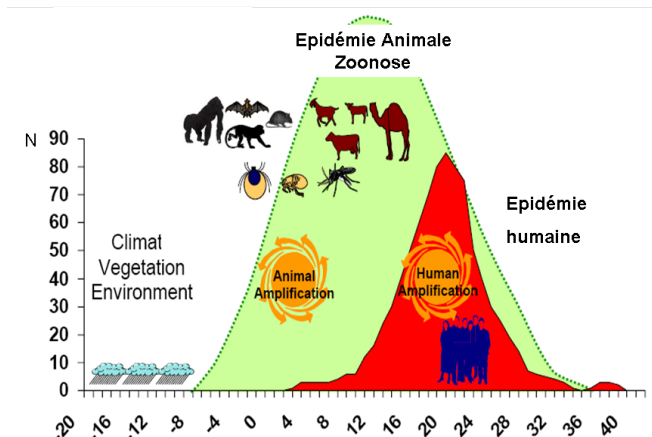 Epidémie Animale
Zoonose
N
90
80
70
60
50
40
30
20
10
0
Climat
Vegetation
Environment
Animal
Amplification
Human
Amplification
Epidémie
humaine
-20
-16
-12
-8
-4
0
4
8
12
16
20
24
28
32
36
40